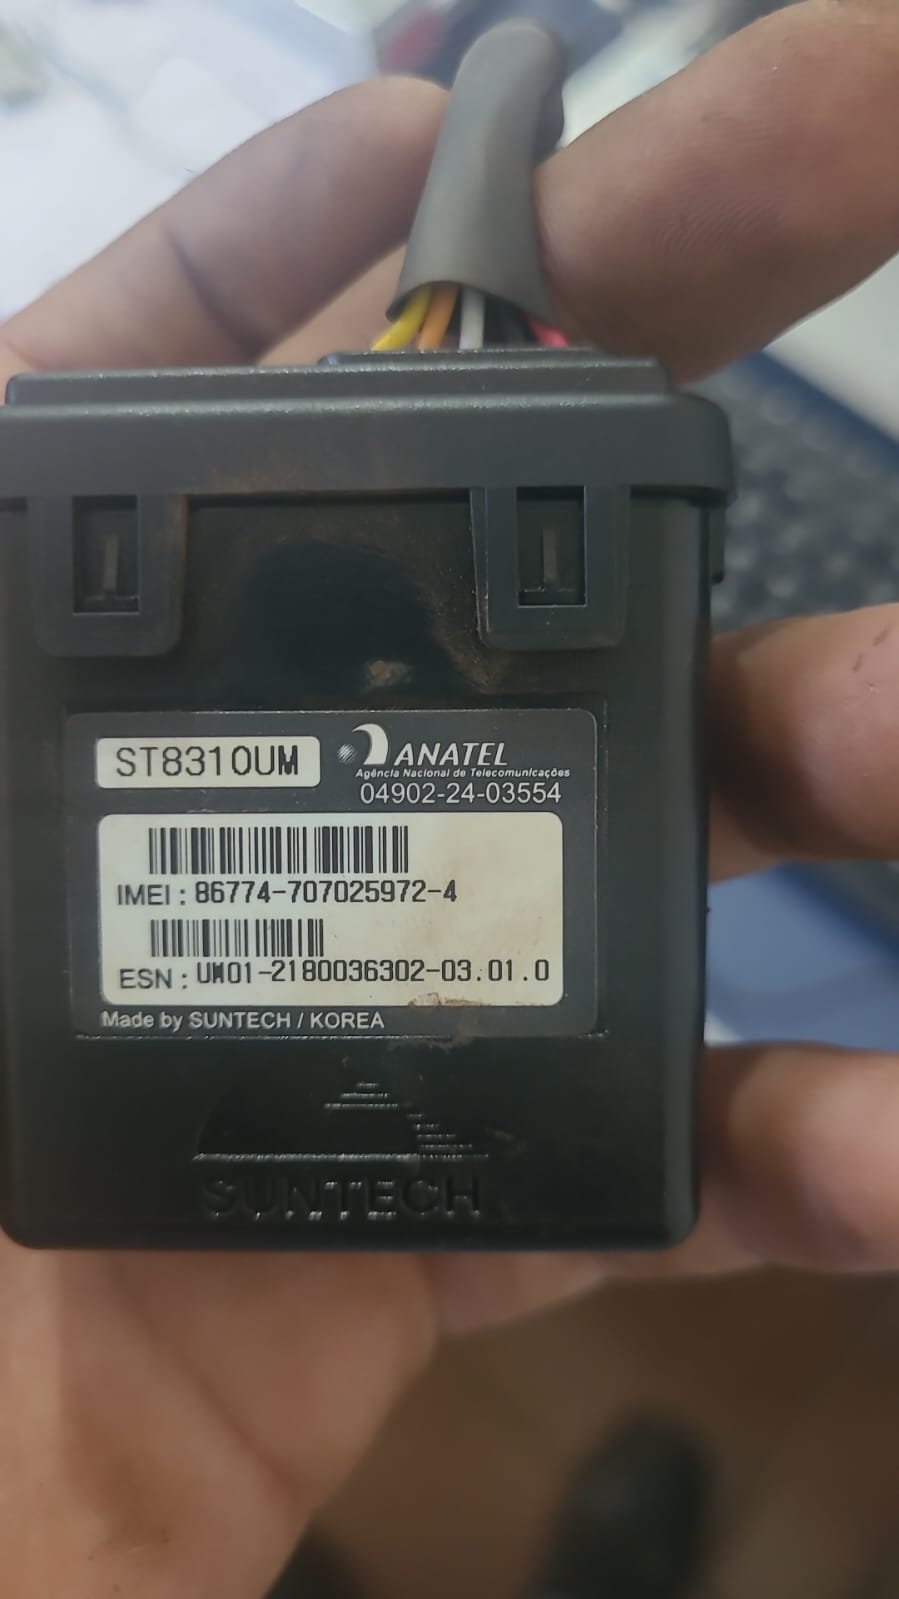 ST8310UM
ANATEL
Agência Nacional de Telecomunicações
04902-24-03554
IMEI : 86774-707025972-4
ESN : UW01-2180036302-03.01.0
Made by SUNTECH / KOREA
SUNTECH